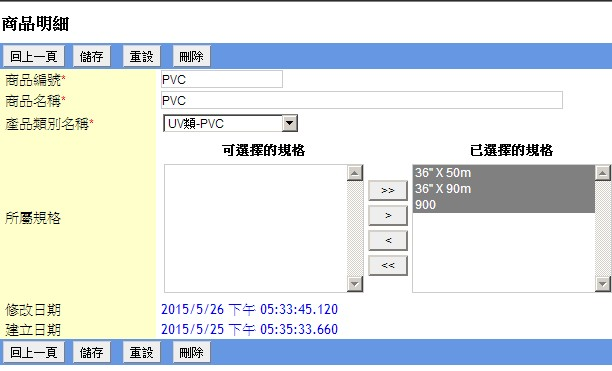 商品明細
回上一頁 儲存 重設 刪除
商品編號* PVC
商品名稱* PVC
產品類別名稱* UV類-PVC
可選擇的規格 已選擇的規格
36" X 50m
>> 36" X 90m
> 900
所屬規格
<
<<
修改日期 2015/5/26 下午 05:33:45.120
建立日期 2015/5/25 下午 05:35:33.660
回上一頁 儲存 重設 刪除